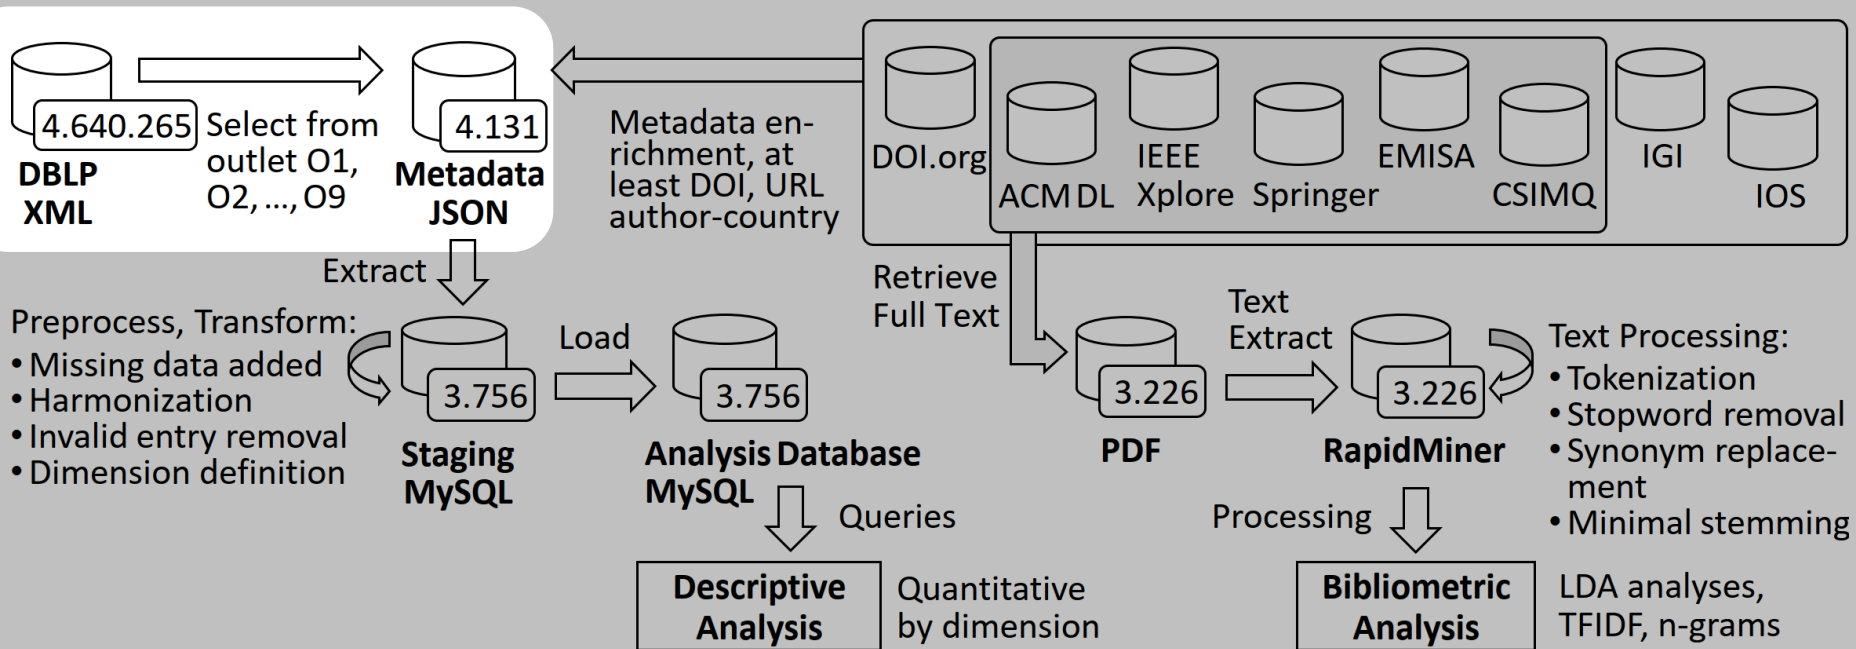 4.640.265
DBLP
XML
Select from
outlet O1,
O2, ..., O9
4.131
Metadata
JSON
Metadata en-
richment, at
least DOI, URL
author-country
DOI.org
ACM DL
IEEE
Xplore
Springer
EMISA
CSIMQ
IGI
IOS
Extract
Preprocess, Transform:
• Missing data added
• Harmonization
• Invalid entry removal
• Dimension definition
3.756
Staging
MySQL
Load
3.756
Analysis Database
MySQL
Queries
Descriptive
Analysis
Quantitative
by dimension
Retrieve
Full Text
3.226
PDF
Text
Extract
3.226
RapidMiner
Text Processing:
• Tokenization
• Stopword removal
• Synonym replace-
ment
• Minimal stemming
Processing
Bibliometric
Analysis
LDA analyses,
TFIDF, n-grams